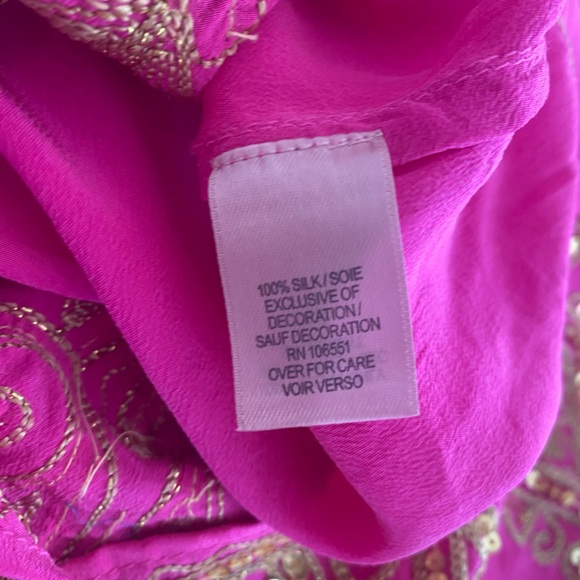 100% SILK / SOIE
EXCLUSIVE OF
DECORATION /
SAUF DECORATION
RN 106551
OVER FOR CARE
VOIR VERSO